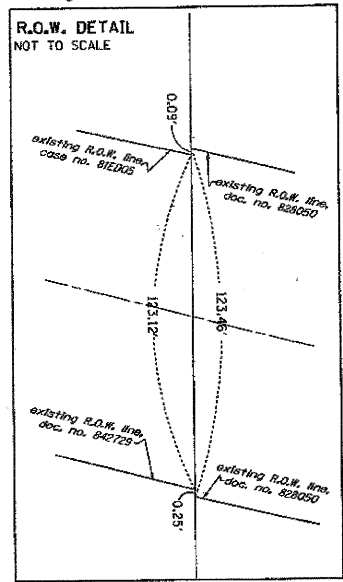 R.O.W. DETAIL
NOT TO SCALE
0.09'
existing R.O.W. line,
case no. 81ED05
existing R.O.W. line,
doc. no. 828050
123.12'
123.46'
existing R.O.W. line,
doc. no. 842729
existing R.O.W. line,
doc. no. 828050
0.25'